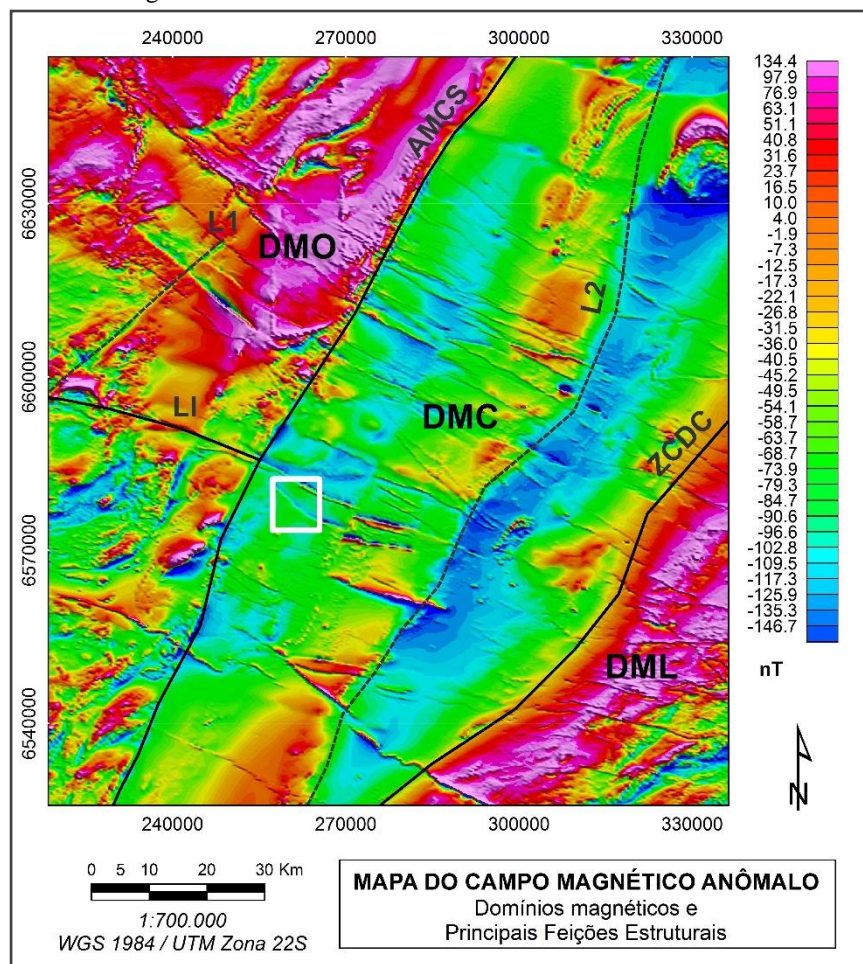 240000 270000 300000 330000
6630000
6600000
6570000
6540000
AMCS
L1
DMO
L2
LI
DMC
ZCDC
DML
134.4
97.9
76.9
63.1
51.1
40.8
31.6
23.7
16.5
10.0
4.0
-1.9
-7.3
-12.5
-17.3
-22.1
-26.8
-31.5
-36.0
-40.5
-45.2
-49.5
-54.1
-58.7
-63.7
-68.7
-73.9
-79.3
-84.7
-90.6
-96.6
-102.8
-109.5
-117.3
-125.9
-135.3
-146.7
nT
N
240000 270000 300000 330000
0 5 10 20 30 Km
1:700.000
WGS 1984 / UTM Zona 22S
MAPA DO CAMPO MAGNÉTICO ANÔMALO
Domínios magnéticos e
Principais Feições Estruturais